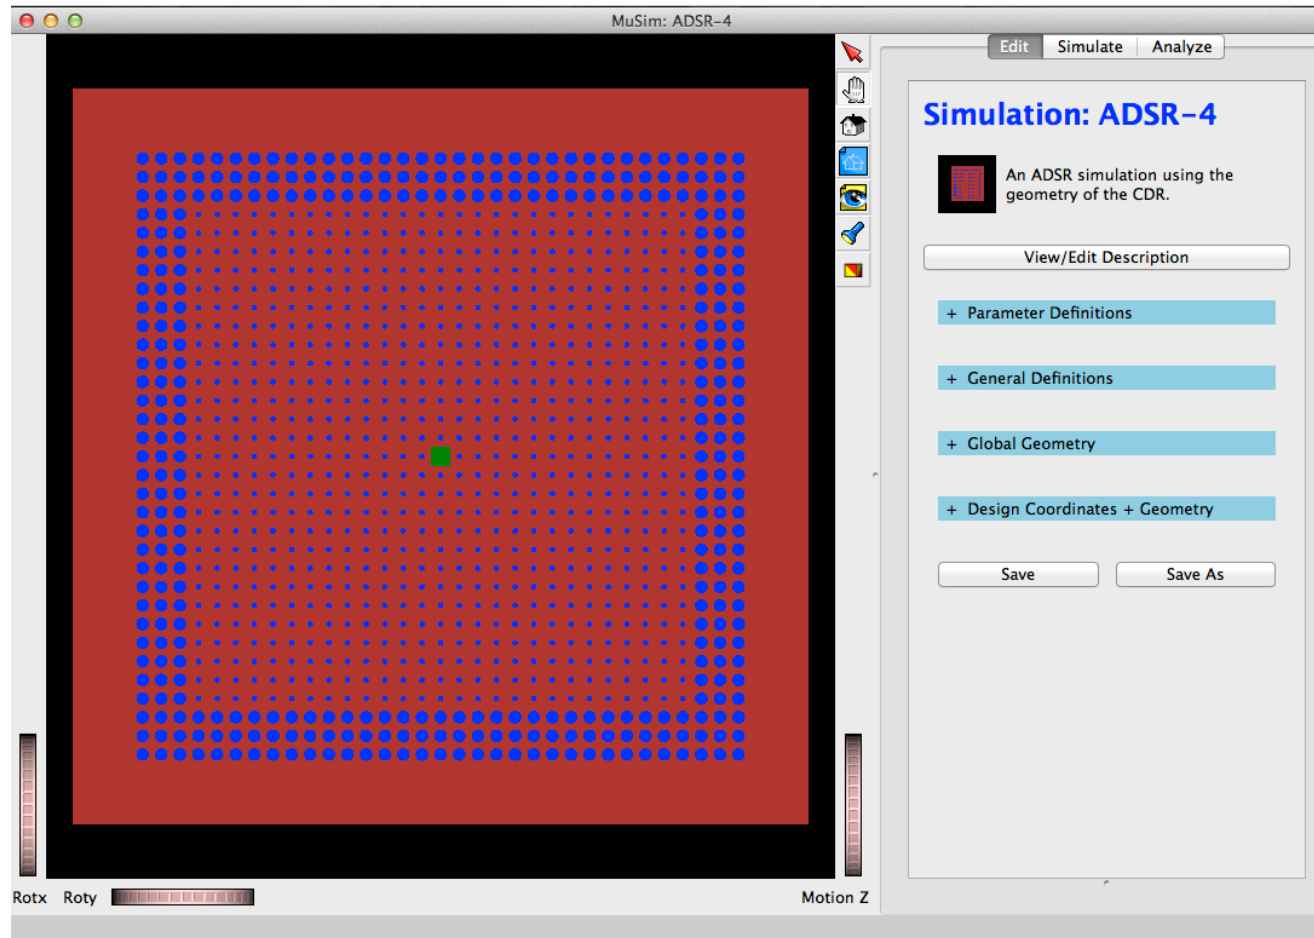 MuSim: ADSR-4
Edit Simulate Analyze
Simulation: ADSR-4
An ADSR simulation using the
geometry of the CDR.
View/Edit Description
+ Parameter Definitions
+ General Definitions
+ Global Geometry
+ Design Coordinates + Geometry
Save Save As
Rotx Roty Motion Z